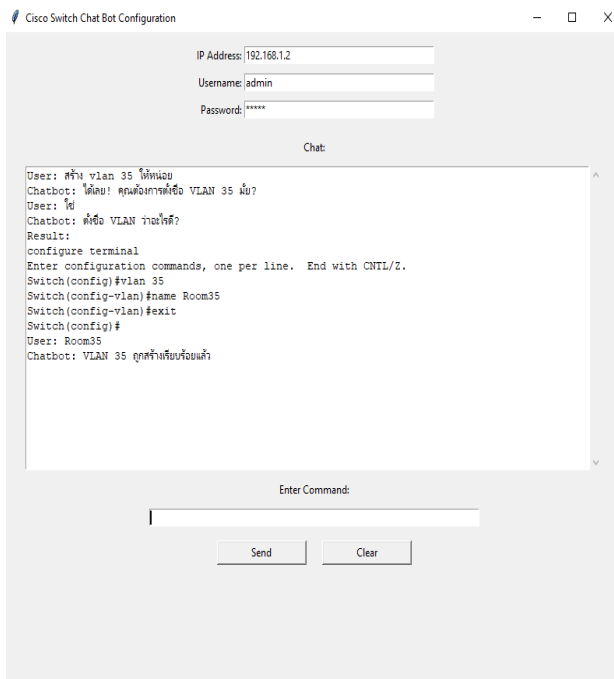 Cisco Switch Chat Bot Configuration
IP Address: 192.168.1.2
Username: admin
Password: *****
Chat:
User: สร้าง vlan 35 ให้หน่อย
Chatbot: ได้เลย! คุณต้องการตั้งชื่อ VLAN 35 มั้ย?
User: ใช่
Chatbot: ตั้งชื่อ VLAN ว่าอะไรดี?
Result:
configure terminal
Enter configuration commands, one per line.  End with CNTL/Z.
Switch(config)#vlan 35
Switch(config-vlan)#name Room35
Switch(config-vlan)#exit
Switch(config)#
User: Room35
Chatbot: VLAN 35 ถูกสร้างเรียบร้อยแล้ว
Enter Command:
Send Clear